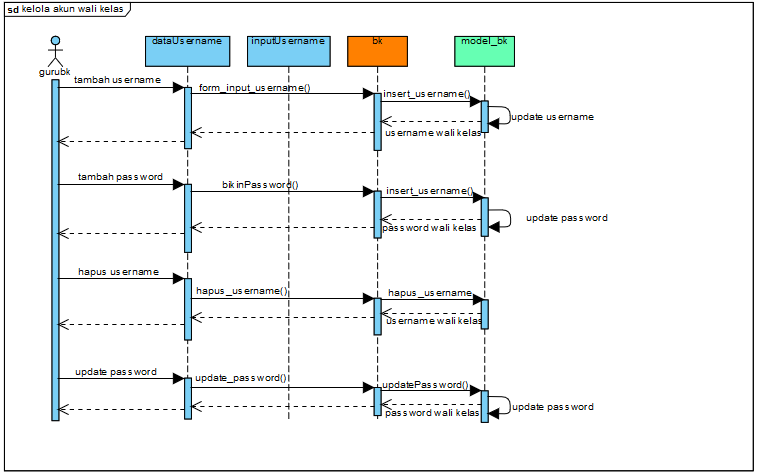 sd kelola akun wali kelas
dataUsername
inputUsername
bk
model_bk
gurubk
tambah username
form_input_username()
insert_username()
update username
username wali kelas
tambah password
bikinPassword()
insert_username()
update password
password wali kelas
hapus username
hapus_username()
hapus_username
username wali kelas
update password
update_password()
updatePassword()
update password
password wali kelas